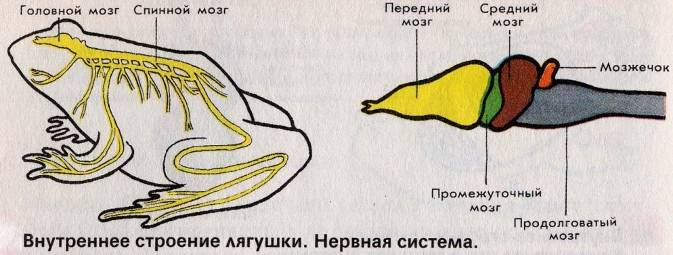 Головной мозг Спинной мозг
Передний
мозг
Средний
мозг
Мозжечок
Промежуточный
мозг
Продолговатый
мозг
Внутреннее строение лягушки. Нервная система.